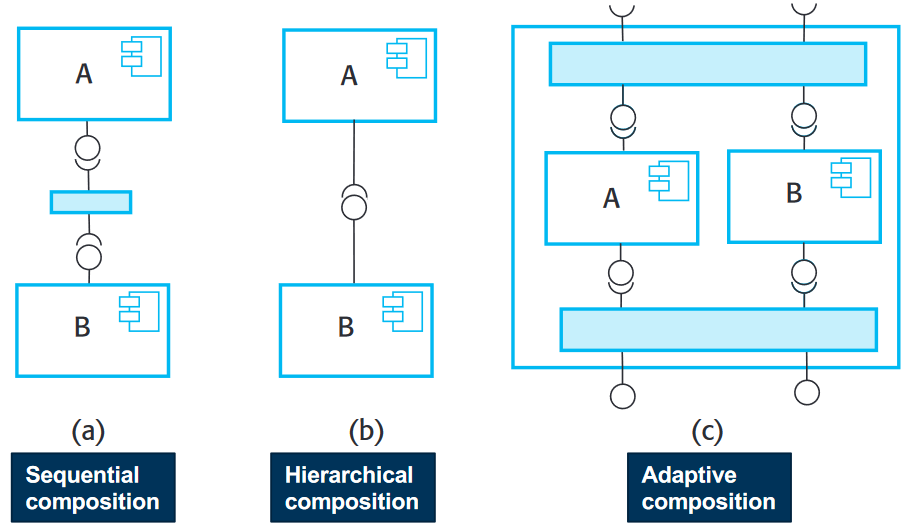 A
B
(a)
Sequential
composition
A
B
(b)
Hierarchical
composition
A
B
(c)
Adaptive
composition